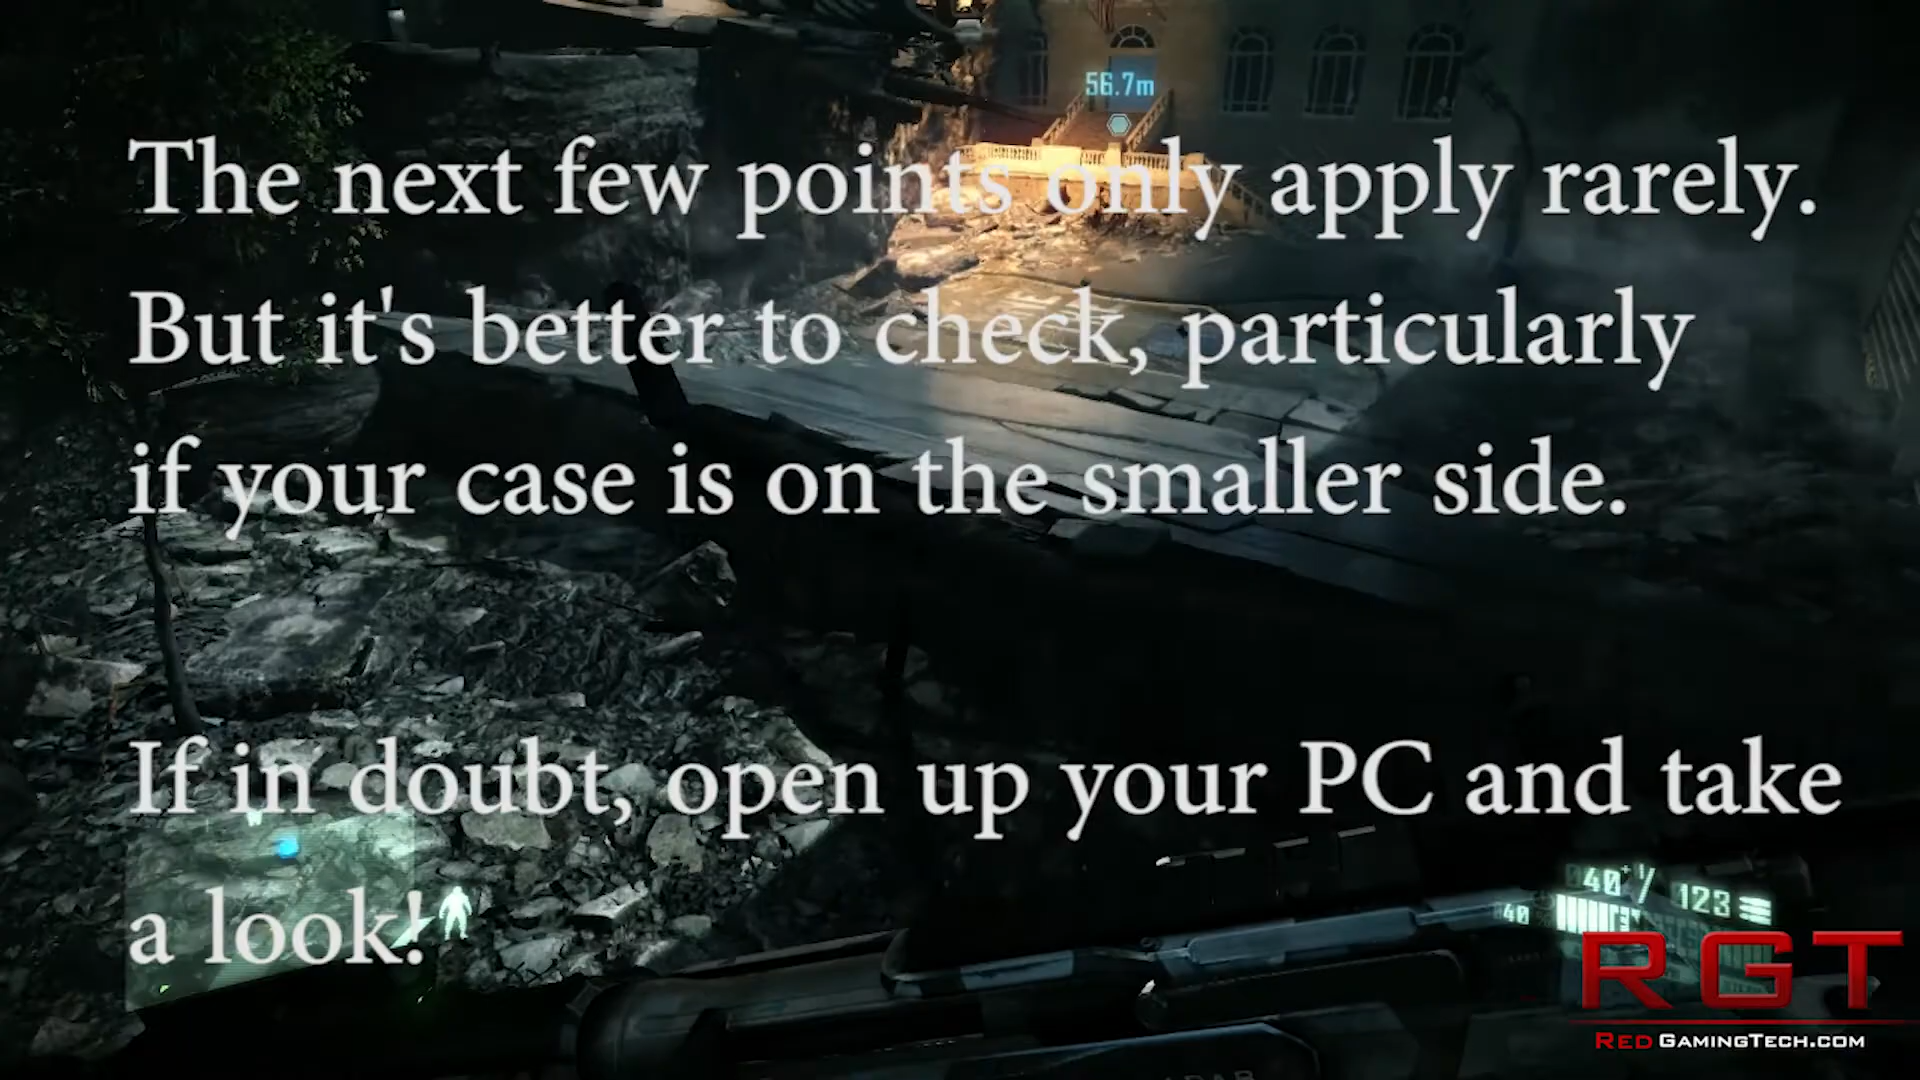 56.7m
The next few points only apply rarely.
But it's better to check, particularly
if your case is on the smaller side.
If in doubt, open up your PC and take
a look!
40 / 123
40
RGT
REDGAMINGTECH.COM